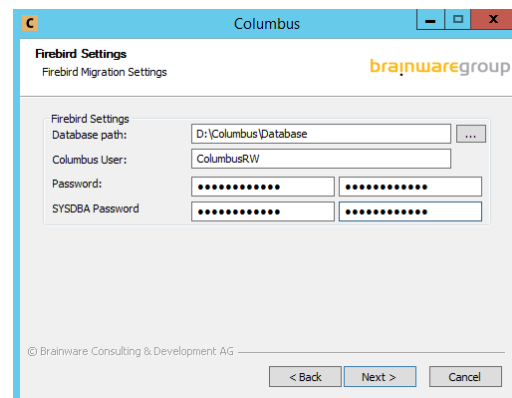 C Columbus
Firebird Settings
Firebird Migration Settings
brainwaregroup
Firebird Settings
Database path: D:\Columbus\Database ...
Columbus User: ColumbusRW
Password: •••••••••••• ••••••••••••
SYSDBA Password •••••••••••• ••••••••••••
© Brainware Consulting & Development AG
< Back Next > Cancel